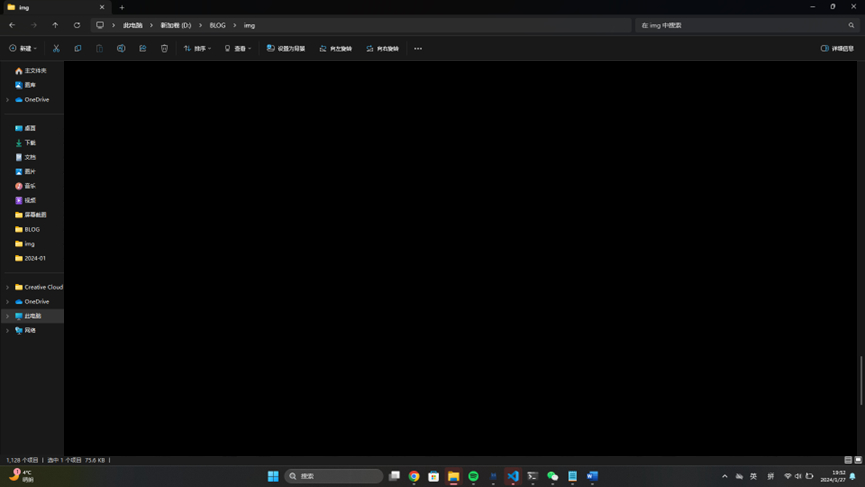 img
此电脑 > 新加卷 (D:) > BLOG > img
在 img 中搜索
新建
排序
查看
设置为背景
向左旋转
向右旋转
详细信息
主文件夹
图库
OneDrive
桌面
下载
文档
图片
音乐
视频
屏幕截图
BLOG
img
2024-01
Creative Cloud
OneDrive
此电脑
网络
1,128 个项目 | 选中 1 个项目 75.6 KB |
1
4°C
晴朗
搜索
英
拼
19:52
2024/1/27